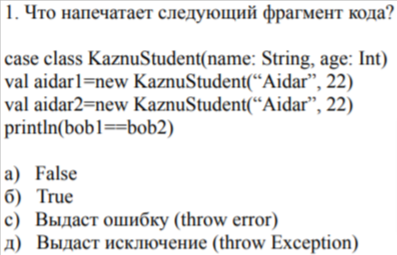 1. Что напечатает следующий фрагмент кода?
case class KaznuStudent(name: String, age: Int)
val aidar1=new KaznuStudent(“Aidar”, 22)
val aidar2=new KaznuStudent(“Aidar”, 22)
println(bob1==bob2)
а) False
б) True
с) Выдаст ошибку (throw error)
д) Выдаст исключение (throw Exception)